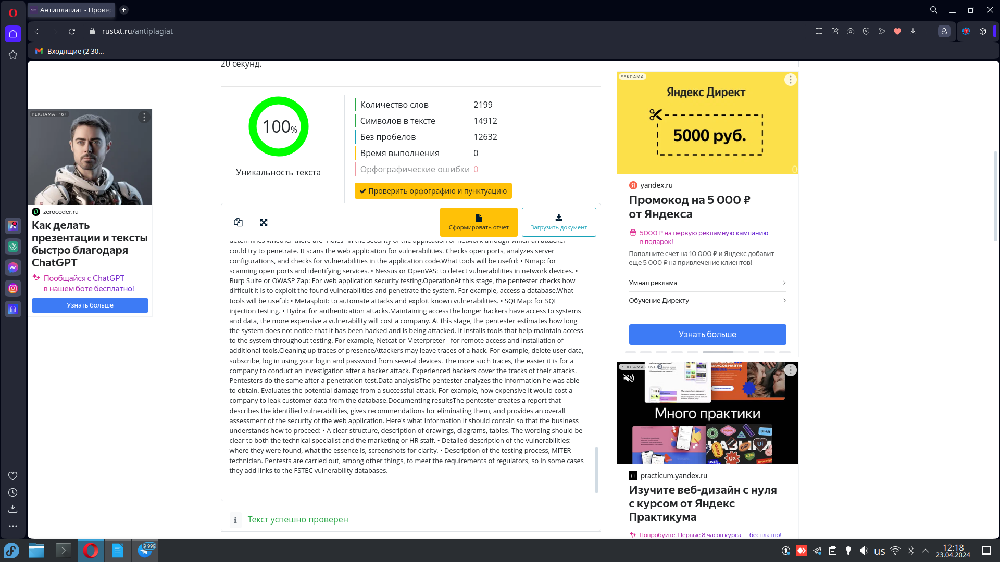 Антиплагиат - Прове
rustxt.ru/antiplagiat
Входящие (2 30...
20 секунд.
РЕКЛАМА • 16+
zerocoder.ru
Как делать
презентации и тексты
быстро благодаря
ChatGPT
Пообщайся с ChatGPT
в нашем боте бесплатно!
Узнать больше
100%
Уникальность текста
Количество слов 2199
Символов в тексте 14912
Без пробелов 12632
Время выполнения 0
Орфографические ошибки 0
Проверить орфографию и пунктуацию
Сформировать отчет
Загрузить документ
determines whether there are "holes" in the security of the application or network through which an attacker
could try to penetrate. It scans the web application for vulnerabilities. Checks open ports, analyzes server
configurations, and checks for vulnerabilities in the application code.What tools will be useful: • Nmap: for
scanning open ports and identifying services. • Nessus or OpenVAS: to detect vulnerabilities in network devices. •
Burp Suite or OWASP Zap: For web application security testing.OperationAt this stage, the pentester checks how
difficult it is to exploit the found vulnerabilities and penetrate the system. For example, access a database.What
tools will be useful: • Metasploit: to automate attacks and exploit known vulnerabilities. • SQLMap: for SQL
injection testing. • Hydra: for authentication attacks.Maintaining accessThe longer hackers have access to systems
and data, the more expensive a vulnerability will cost a company. At this stage, the pentester estimates how long
the system does not notice that it has been hacked and is being attacked. It installs tools that help maintain access
to the system throughout testing. For example, Netcat or Meterpreter - for remote access and installation of
additional tools.Cleaning up traces of presenceAttackers may leave traces of a hack. For example, delete user data,
subscribe, log in using your login and password from several devices. The more such traces, the easier it is for a
company to conduct an investigation after a hacker attack. Experienced hackers cover the tracks of their attacks.
Pentesters do the same after a penetration test.Data analysisThe pentester analyzes the information he was able
to obtain. Evaluates the potential damage from a successful attack. For example, how expensive it would cost a
company to leak customer data from the database.Documenting resultsThe pentester creates a report that
describes the identified vulnerabilities, gives recommendations for eliminating them, and provides an overall
assessment of the security of the web application. Here's what information it should contain so that the business
understands how to proceed: • A clear structure, description of drawings, diagrams, tables. The wording should be
clear to both the technical specialist and the marketing or HR staff. • Detailed description of the vulnerabilities:
where they were found, what the essence is, screenshots for clarity. • Description of the testing process, MITER
technician. Pentests are carried out, among other things, to meet the requirements of regulators, so in some cases
they add links to the FSTEC vulnerability databases.
Текст успешно проверен
РЕКЛАМА
Яндекс Директ
5000 руб.
yandex.ru
Промокод на 5 000 ₽
от Яндекса
5000 ₽ на первую рекламную кампанию
в подарок!
Пополните счет на 10 000 ₽ и Яндекс добавит
еще 5 000 ₽ на привлечение клиентов!
Умная реклама
Обучение Директу
Узнать больше
РЕКЛАМА • 16+
Много практики
practicum.yandex.ru
Изучите веб-дизайн с нуля
с курсом от Яндекс
Практикума
Попробуйте. Первые 8 часов курса — бесплатно!
9 999
us
12:18
23.04.2024